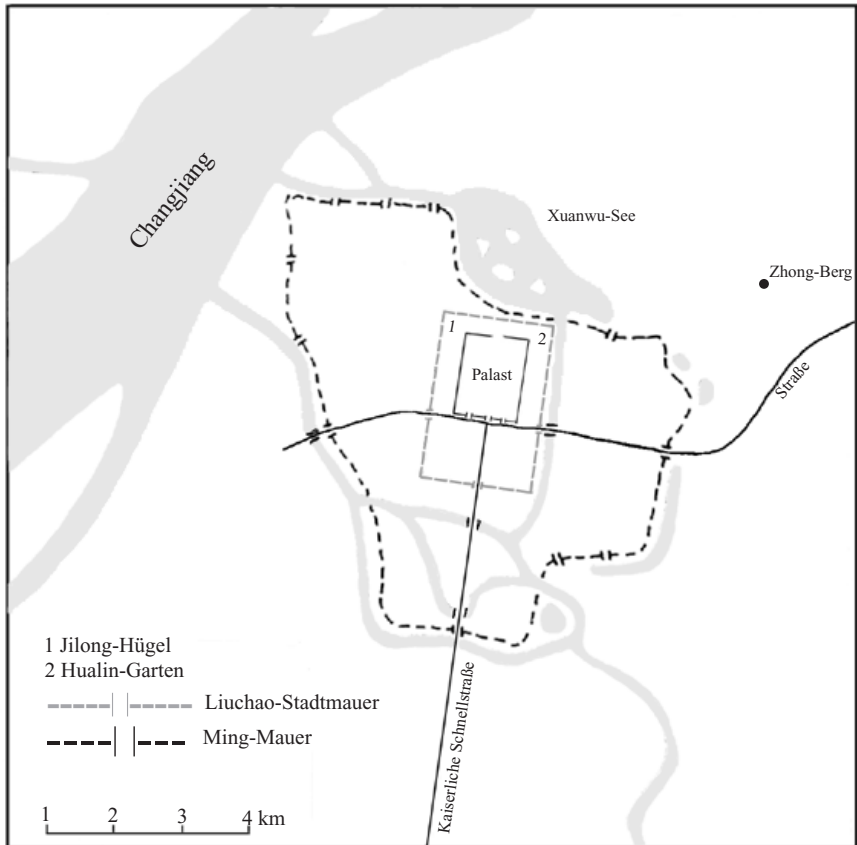 Changjiang
Xuanwu-See
Zhong-Berg
1
2
Palast
Straße
1 Jilong-Hügel
2 Hualin-Garten
Liuchao-Stadtmauer
Ming-Mauer
Kaiserliche Schnellstraße
1 2 3 4 km